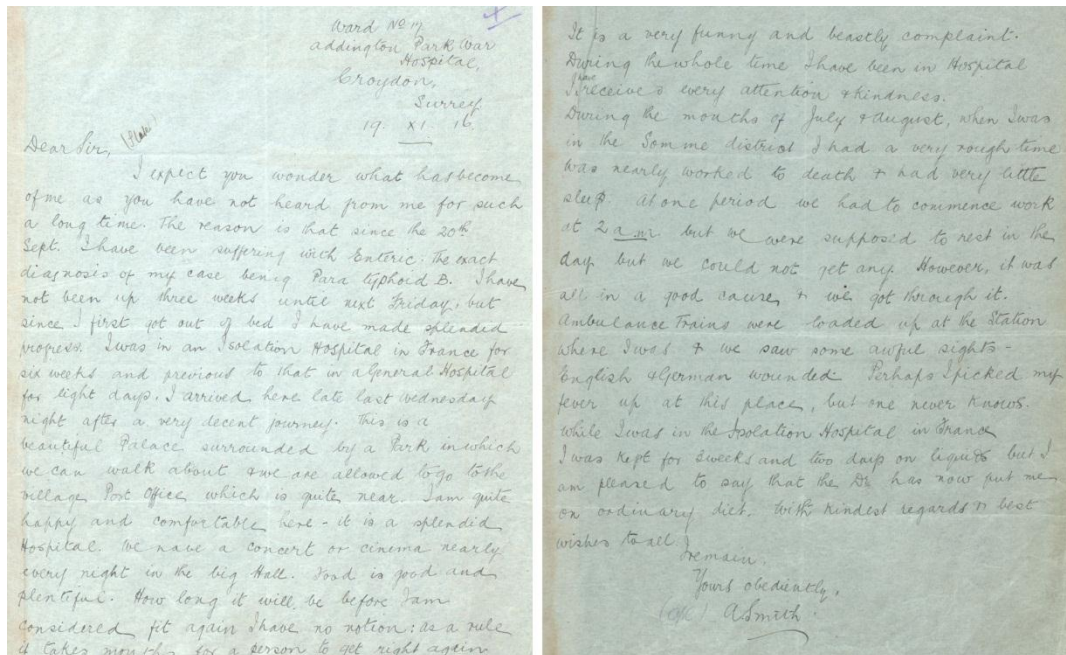 Ward No 17
Addington Park War
Hospital,
Croydon,
Surrey
19. XI. 16
Dear Sir,
I expect you wonder what has become
of me as you have not heard from me for such
a long time. The reason is that since the 20th
Sept. I have been suffering with Enteric: the exact
diagnosis of my case benig Para typhoid B. I have
not been up three weeks until next Friday, but
since I first got out of bed I have made splendid
progress. I was in an Isolation Hospital in France for
six weeks and previous to that in a General Hospital
for eight days. I arrived here late last Wednesday
night after a very decent journey. This is a
beautiful Palace surrounded by a Park in which
we can walk about & we are allowed to go to the
village Post Office which is quite near. I am quite
happy and comfortable here - it is a splendid
Hospital. We have a concert or cinema nearly
every night in the big Hall. Food is good and
plentiful. How long it will be before I am
considered fit again I have no notion: as a rule
it takes months for a person to get right again
It is a very funny and beastly complaint.
During the whole time I have been in Hospital
I have received every attention & kindness.
During the months of July & August, when I was
in the Somme district I had a very rough time
was nearly worked to death & had very little
sleep. At one period we had to commence work
at 2 a.m. but we were supposed to rest in the
day but we could not get any. However, it was
all in a good cause, & we got through it.
Ambulance Trains were loaded up at the Station
where I was & we saw some awful sights -
English & German wounded. Perhaps I picked my
fever up at this place, but one never knows.
While I was in the Isolation Hospital in France
I was kept for 3 weeks and two days on liquids but I
am pleased to say that the Dr. has now put me
on ordinary diet. With kindest regards & best
wishes to all
I remain.
Yours obediently,
A Smith.